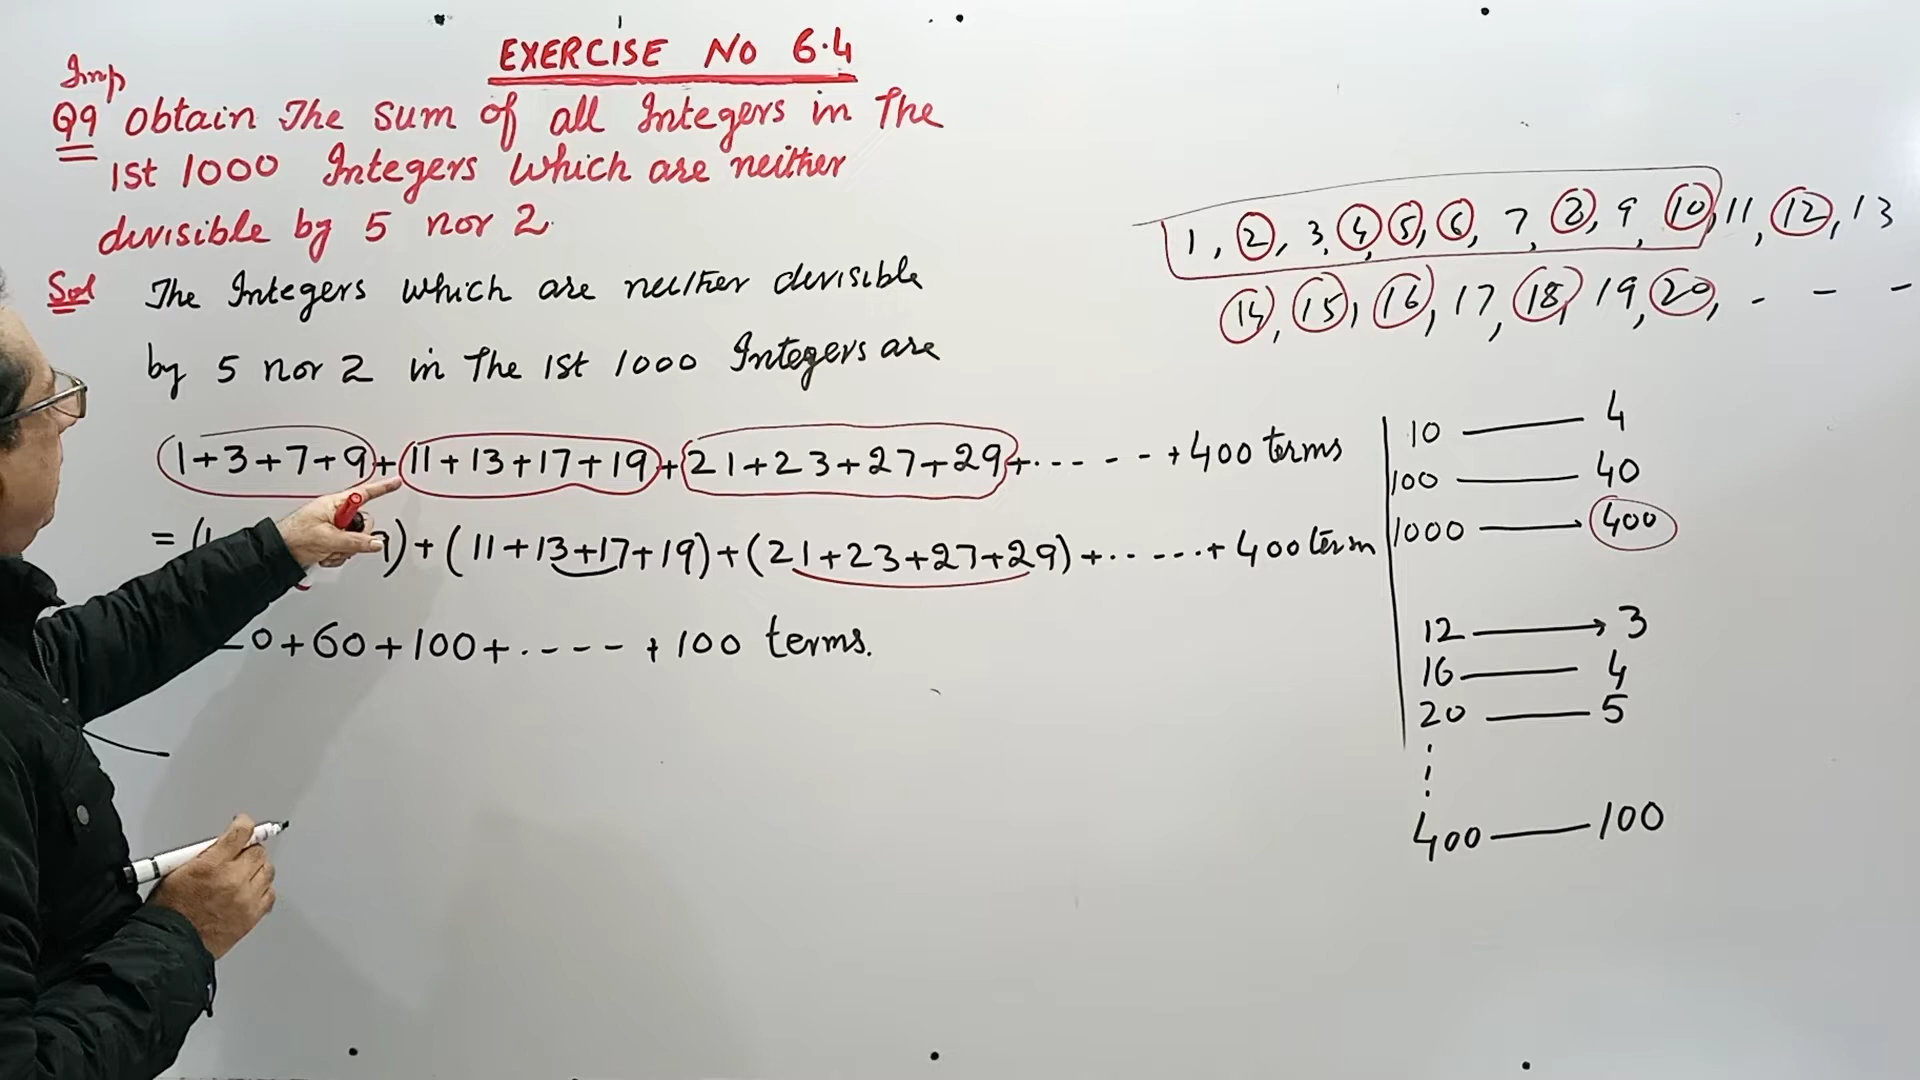 EXERCISE NO 6.4
Imp
Q9 Obtain The Sum of all Integers in The
1st 1000 Integers which are neither
divisible by 5 nor 2.
Sol The Integers which are neither divisible
by 5 nor 2 in The 1st 1000 Integers are
(1+3+7+9)+(11+13+17+19)+(21+23+27+29)+.----+400 terms
=(1 9)+(11+13+17+19)+(21+23+27+29)+.....+400 term
20+60+100+.----+100 terms.
1, 2, 3, 4, 5, 6, 7, 8, 9, 10, 11, 12, 13
14, 15, 16, 17, 18, 19, 20, - - -
10 — 4
100 — 40
1000 — 400
12 → 3
16 — 4
20 — 5
400 — 100